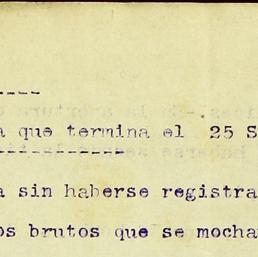 -----
a que termina el 25 S
-----------------
a sin haberse registra
os brutos que se mocha